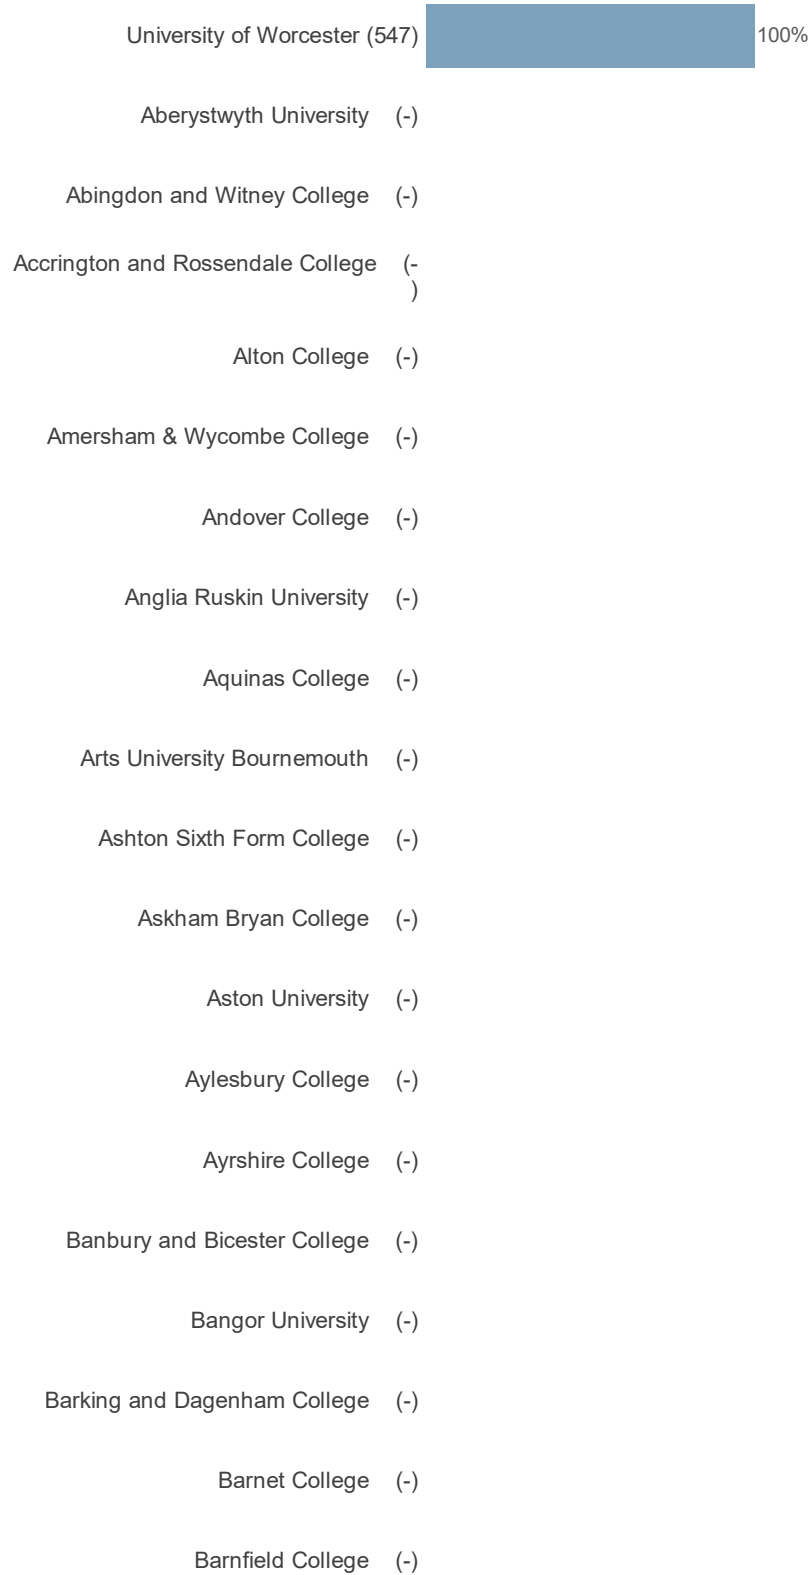 University of Worcester (547) 100%
Aberystwyth University (-)
Abingdon and Witney College (-)
Accrington and Rossendale College (-
)
Alton College (-)
Amersham & Wycombe College (-)
Andover College (-)
Anglia Ruskin University (-)
Aquinas College (-)
Arts University Bournemouth (-)
Ashton Sixth Form College (-)
Askham Bryan College (-)
Aston University (-)
Aylesbury College (-)
Ayrshire College (-)
Banbury and Bicester College (-)
Bangor University (-)
Barking and Dagenham College (-)
Barnet College (-)
Barnfield College (-)